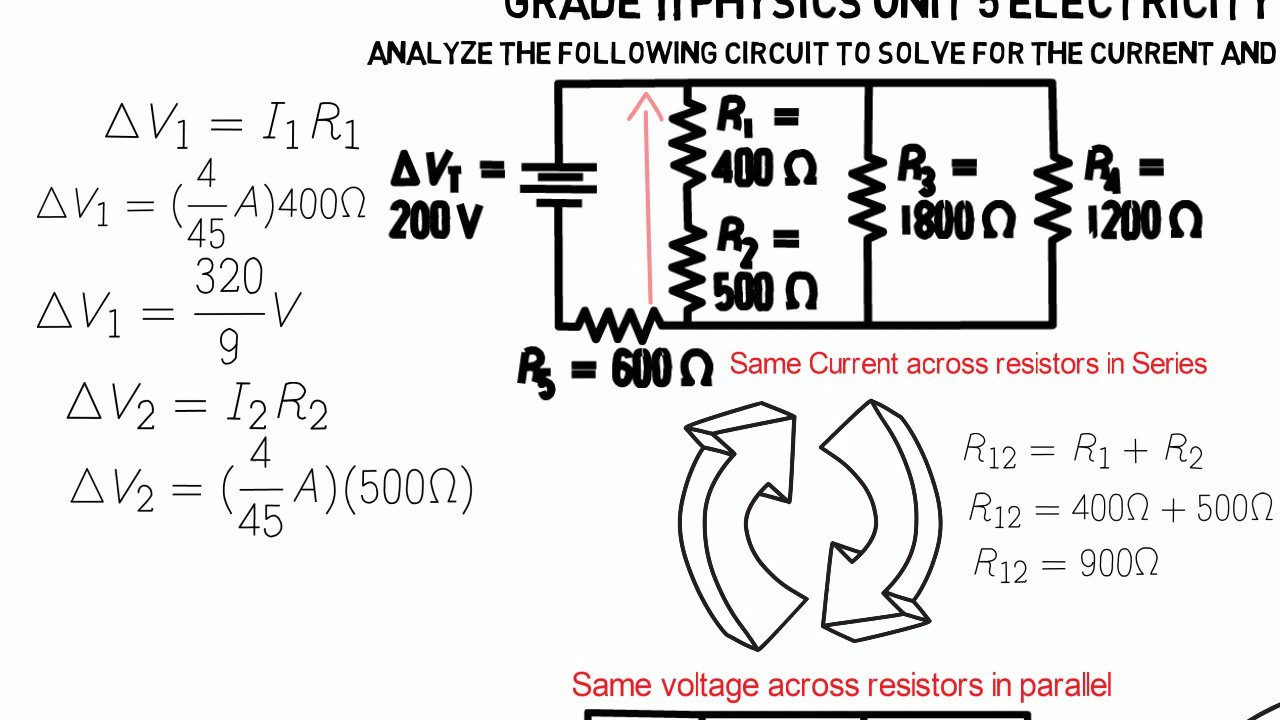 GRADE 11 PHYSICS UNIT 5 ELECTRICITY
ANALYZE THE FOLLOWING CIRCUIT TO SOLVE FOR THE CURRENT AND
ΔV₁ = I₁R₁
ΔV₁ = (4/45 A)400Ω
ΔV₁ = 320/9 V
ΔV₂ = I₂R₂
ΔV₂ = (4/45 A)(500Ω)
ΔV_T =
200 V
R₁ =
400 Ω
R₂ =
500 Ω
R₃ =
1800 Ω
R₄ =
1200 Ω
R₅ = 600 Ω
Same Current across resistors in Series
R₁₂ = R₁ + R₂
R₁₂ = 400Ω + 500Ω
R₁₂ = 900Ω
Same voltage across resistors in parallel